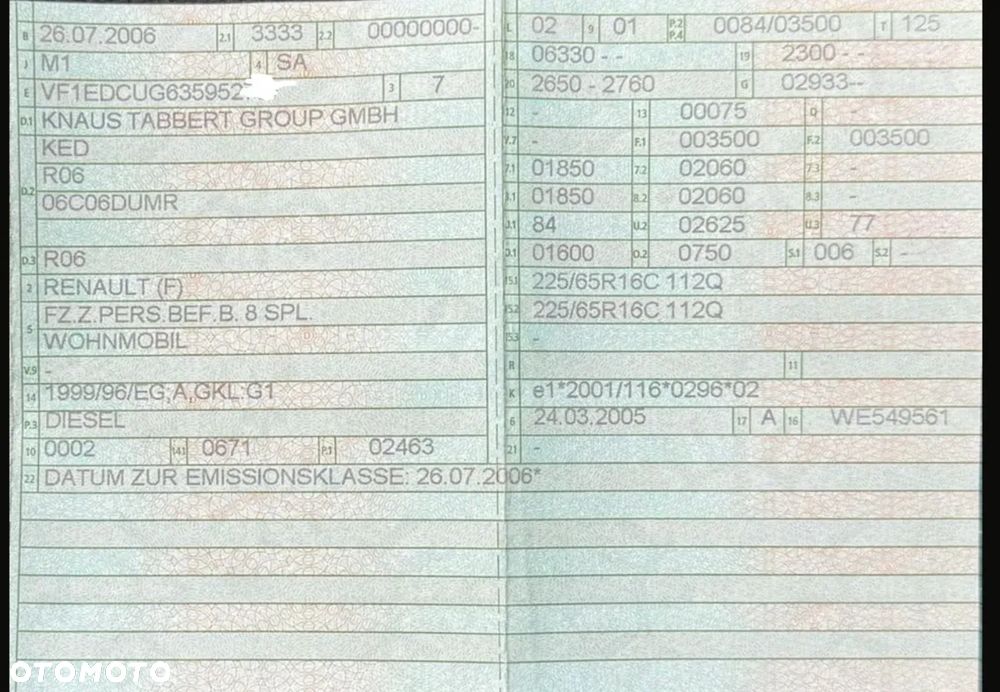 B 26.07.2006 2.1 3333 2.2 00000000-
J M1 4 SA
E VF1EDCUG635952 3 7
D.1 KNAUS TABBERT GROUP GMBH
KED
R06
D.2
06C06DUMR
D.3 R06
2 RENAULT (F)
FZ.Z.PERS.BEF.B. 8 SPL.
5
WOHNMOBIL
V.9 -
14 1999/96/EG;A,GKL:G1
P.3 DIESEL
10 0002 14.1 0671 P.1 02463
22 DATUM ZUR EMISSIONSKLASSE: 26.07.2006*
L 02 9 01 P.2 P.4 0084/03500 T 125
18 06330 - - 19 2300 - -
20 2650 - 2760 G 02933--
12 - 13 00075 Q -
V.7 - F.1 003500 F.2 003500
7.1 01850 7.2 02060 7.3 -
8.1 01850 8.2 02060 8.3 -
U.1 84 U.2 02625 U.3 77
O.1 01600 O.2 0750 S.1 006 S.2 -
15.1 225/65R16C 112Q
15.2 225/65R16C 112Q
15.3 -
R 11
K e1*2001/116*0296*02
6 24.03.2005 17 A 16 WE549561
21 -
OTOMOTO